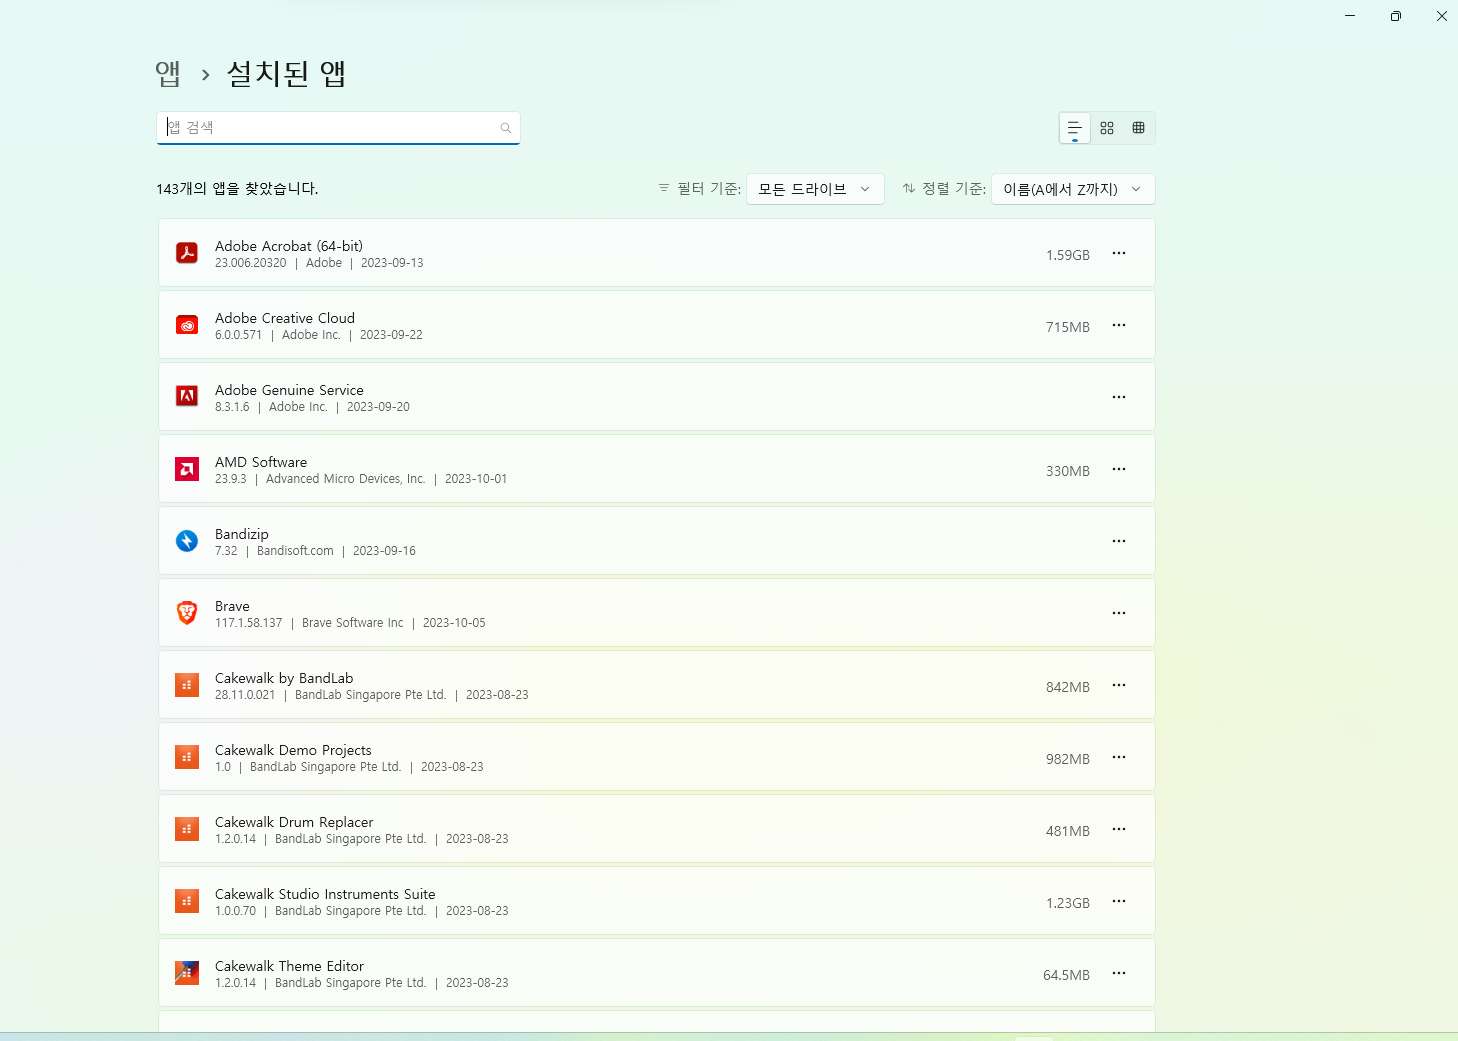 앱 > 설치된 앱
앱 검색
143개의 앱을 찾았습니다.
필터 기준: 모든 드라이브
정렬 기준: 이름(A에서 Z까지)
Adobe Acrobat (64-bit)
23.006.20320 | Adobe | 2023-09-13
1.59GB
Adobe Creative Cloud
6.0.0.571 | Adobe Inc. | 2023-09-22
715MB
Adobe Genuine Service
8.3.1.6 | Adobe Inc. | 2023-09-20
AMD Software
23.9.3 | Advanced Micro Devices, Inc. | 2023-10-01
330MB
Bandizip
7.32 | Bandisoft.com | 2023-09-16
Brave
117.1.58.137 | Brave Software Inc | 2023-10-05
Cakewalk by BandLab
28.11.0.021 | BandLab Singapore Pte Ltd. | 2023-08-23
842MB
Cakewalk Demo Projects
1.0 | BandLab Singapore Pte Ltd. | 2023-08-23
982MB
Cakewalk Drum Replacer
1.2.0.14 | BandLab Singapore Pte Ltd. | 2023-08-23
481MB
Cakewalk Studio Instruments Suite
1.0.0.70 | BandLab Singapore Pte Ltd. | 2023-08-23
1.23GB
Cakewalk Theme Editor
1.2.0.14 | BandLab Singapore Pte Ltd. | 2023-08-23
64.5MB